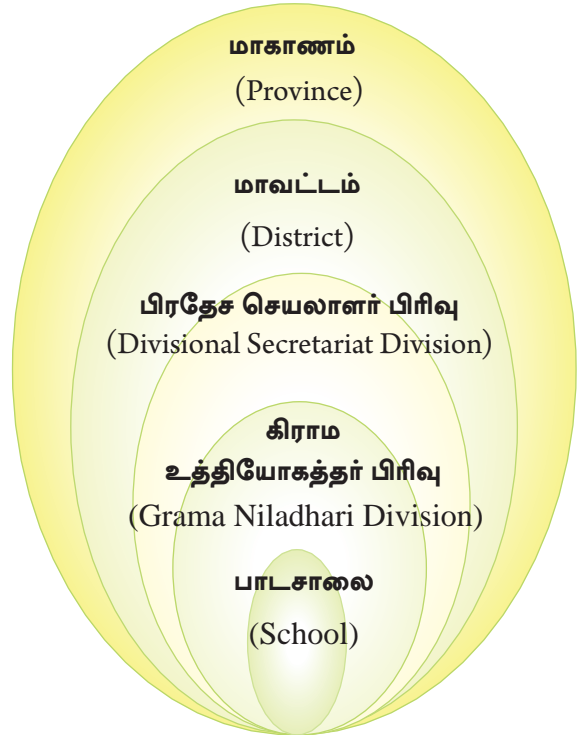 மாகாணம்
(Province)
மாவட்டம்
(District)
பிரதேச செயலாளர் பிரிவு
(Divisional Secretariat Division)
கிராம
உத்தியோகத்தர் பிரிவு
(Grama Niladhari Division)
பாடசாலை
(School)